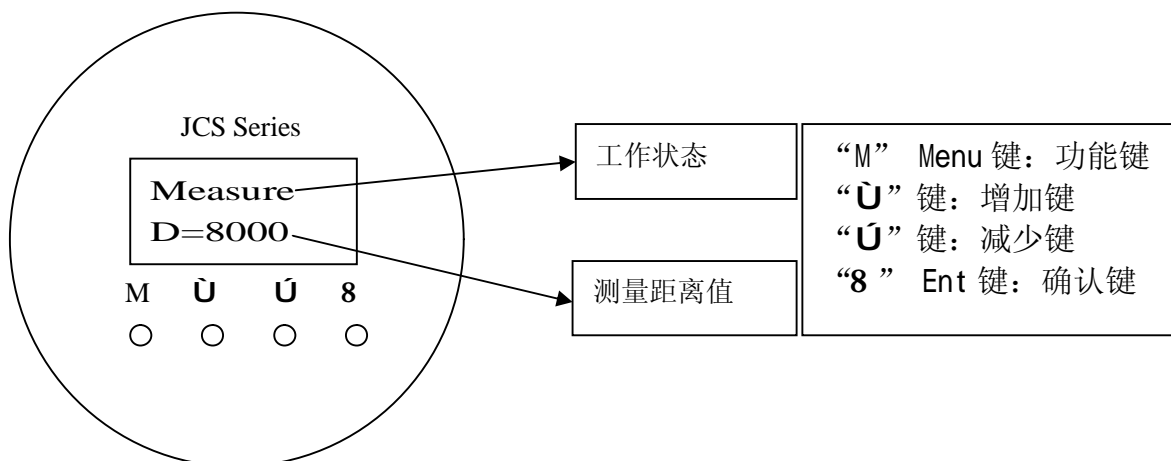 JCS Series
Measure
D=8000
M Ù Ú 8
工作状态
测量距离值
“M” Menu 键：功能键
“Ù”键：增加键
“Ú”键：减少键
“8 ” Ent 键：确认键